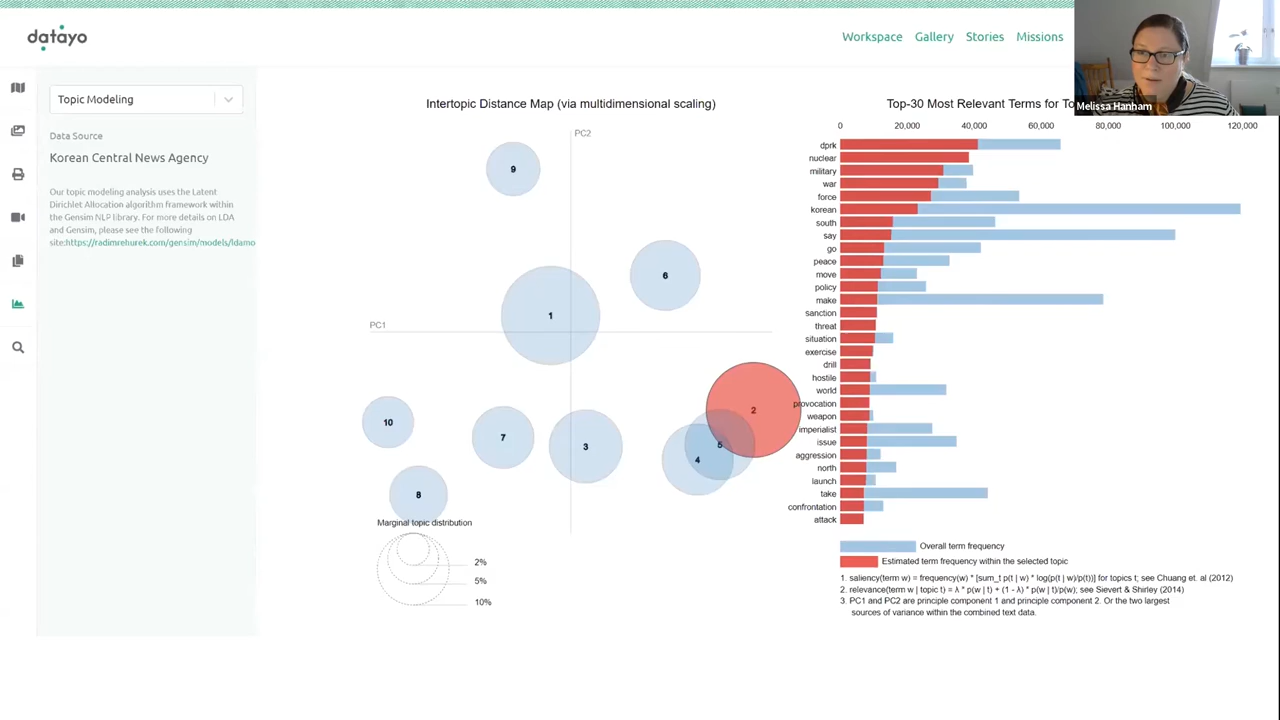 datayo
Workspace Gallery Stories Missions
Melissa Hanham
Topic Modeling
Data Source
Korean Central News Agency
Our topic modeling analysis uses the Latent
Dirichlet Allocation algorithm framework within
the Gensim NLP library. For more details on LDA
and Gensim, please see the following
site:https://radimrehurek.com/gensim/models/ldamo
Intertopic Distance Map (via multidimensional scaling)
PC2
PC1
9
6
1
2
10
7
3
5
4
8
Marginal topic distribution
2%
5%
10%
Top-30 Most Relevant Terms for
0 20,000 40,000 60,000 80,000 100,000 120,000
dprk
nuclear
military
war
force
korean
south
say
go
peace
move
policy
make
sanction
threat
situation
exercise
drill
hostile
world
provocation
weapon
imperialist
issue
aggression
north
launch
take
confrontation
attack
Overall term frequency
Estimated term frequency within the selected topic
1. saliency(term w) = frequency(w) * [sum_t p(t | w) * log(p(t | w)/p(t))] for topics t; see Chuang et. al (2012)
2. relevance(term w | topic t) = λ * p(w | t) + (1 - λ) * p(w | t)/p(w); see Sievert & Shirley (2014)
3. PC1 and PC2 are principle component 1 and principle component 2. Or the two largest
sources of variance within the combined text data.